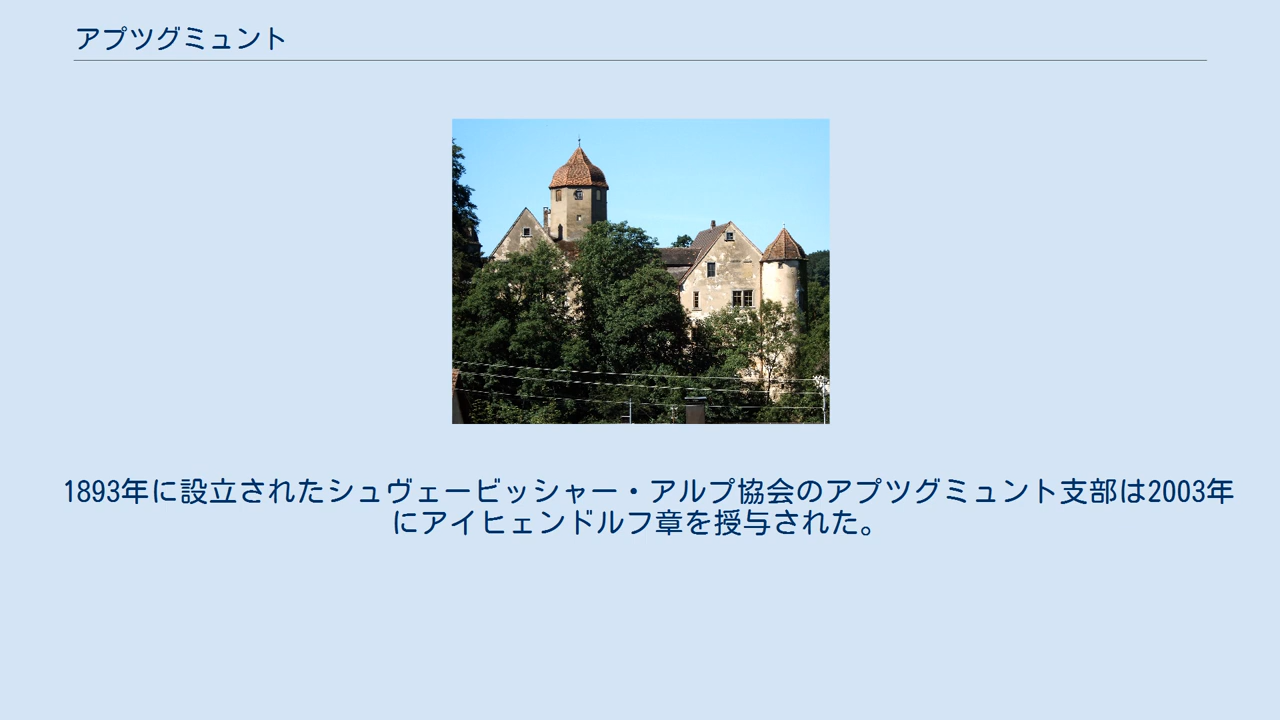 アプツグミュント
1893年に設立されたシュヴェービッシャー・アルプ協会のアプツグミュント支部は2003年
にアイヒェンドルフ章を授与された。